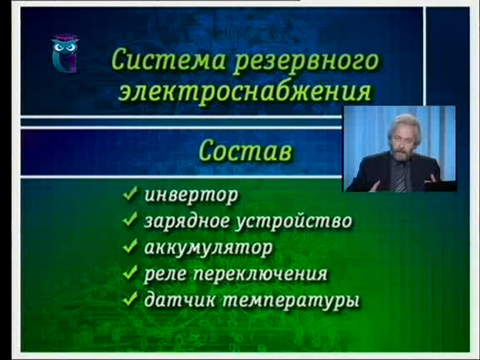 Система резервного
электроснабжения
Состав
инвертор
зарядное устройство
аккумулятор
реле переключения
датчик температуры